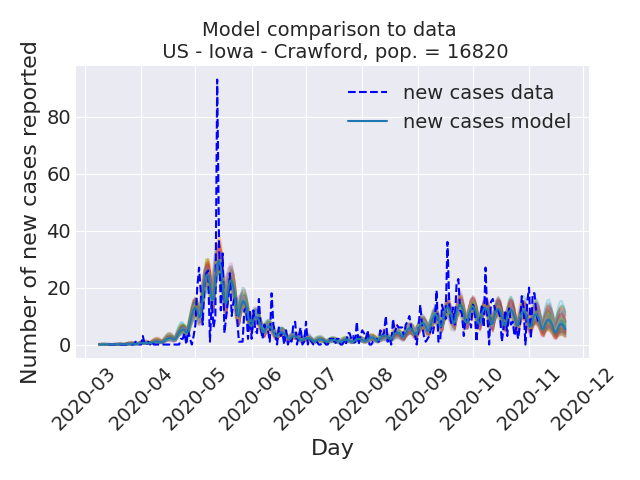 Model comparison to data
US - Iowa - Crawford, pop. = 16820
Number of new cases reported
80
60
40
20
0
new cases data
new cases model
2020-03
2020-04
2020-05
2020-06
2020-07
2020-08
2020-09
2020-10
2020-11
2020-12
Day